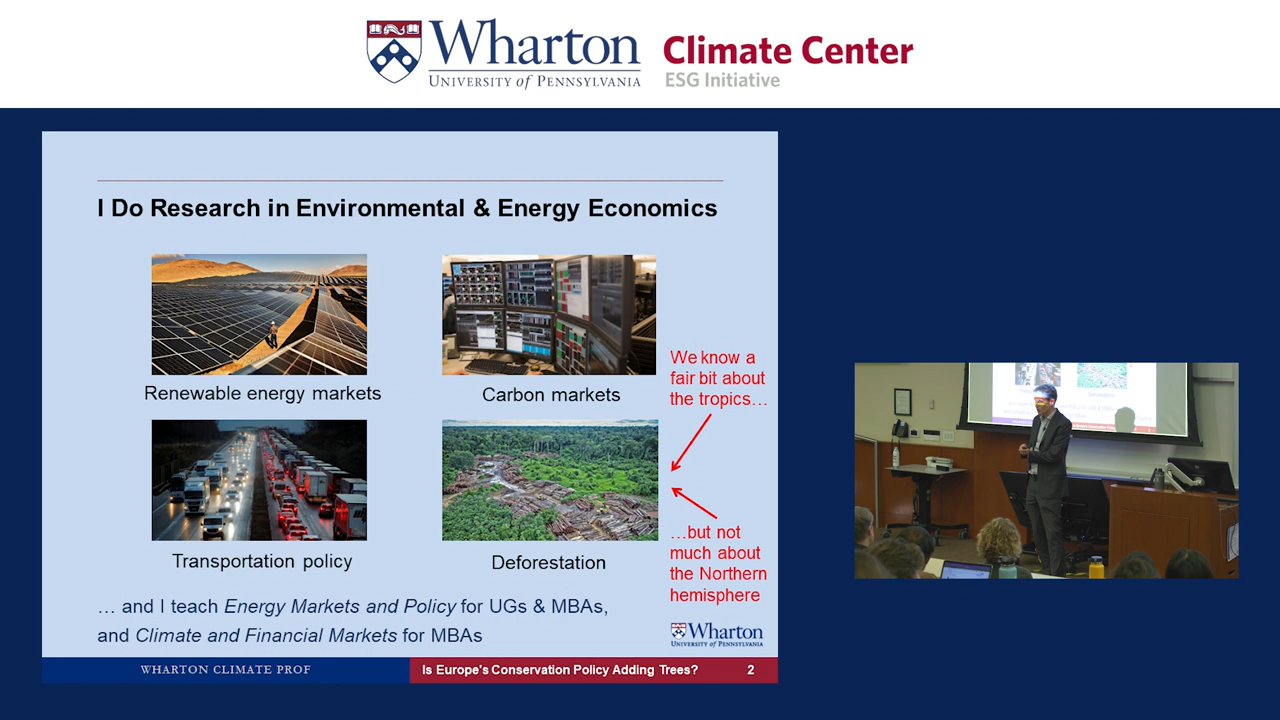 Wharton
UNIVERSITY of PENNSYLVANIA
Climate Center
ESG Initiative
I Do Research in Environmental & Energy Economics
Renewable energy markets
Carbon markets
We know a
fair bit about
the tropics…
Transportation policy
Deforestation
…but not
much about
the Northern
hemisphere
… and I teach Energy Markets and Policy for UGs & MBAs,
and Climate and Financial Markets for MBAs
Wharton
UNIVERSITY of PENNSYLVANIA
WHARTON CLIMATE PROF
Is Europe's Conservation Policy Adding Trees?
2